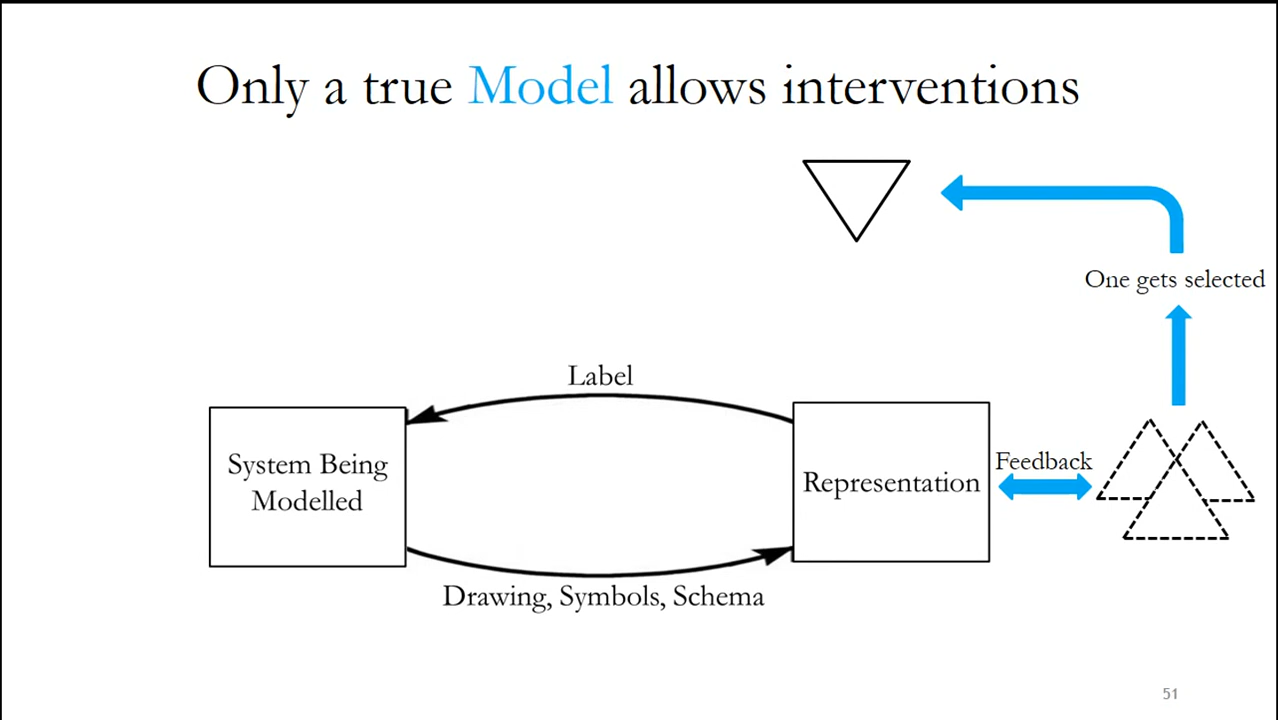 Only a true Model allows interventions
One gets selected
Label
System Being
Modelled
Representation
Feedback
Drawing, Symbols, Schema
51